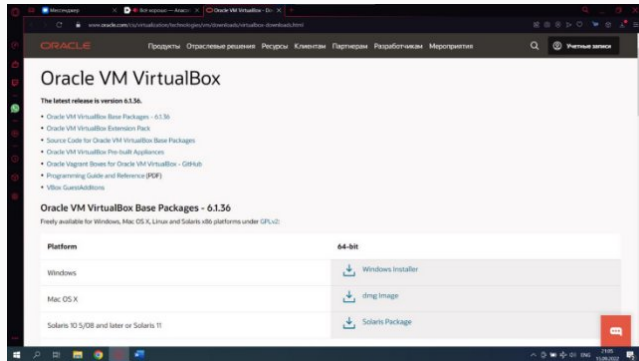 Мессенджер
Oracle VM VirtualBox - Do
www.oracle.com/cis/virtualization/technologies/vm/downloads/virtualbox-downloads.html
ORACLE
Продукты Отраслевые решения Ресурсы Клиентам Партнерам Разработчикам Мероприятия
Учетные записи
Oracle VM VirtualBox
The latest release is version 6.1.36.
• Oracle VM VirtualBox Base Packages - 6.1.36
• Oracle VM VirtualBox Extension Pack
• Source Code for Oracle VM VirtualBox Base Packages
• Oracle VM VirtualBox Pre-built Appliances
• Oracle Vagrant Boxes for Oracle VM VirtualBox - GitHub
• Programming Guide and Reference (PDF)
• VBox GuestAdditions
Oracle VM VirtualBox Base Packages - 6.1.36
Freely available for Windows, Mac OS X, Linux and Solaris x86 platforms under GPLv2:
Platform 64-bit
Windows Windows Installer
Mac OS X dmg Image
Solaris 10 5/08 and later or Solaris 11 Solaris Package
ENG 21:05